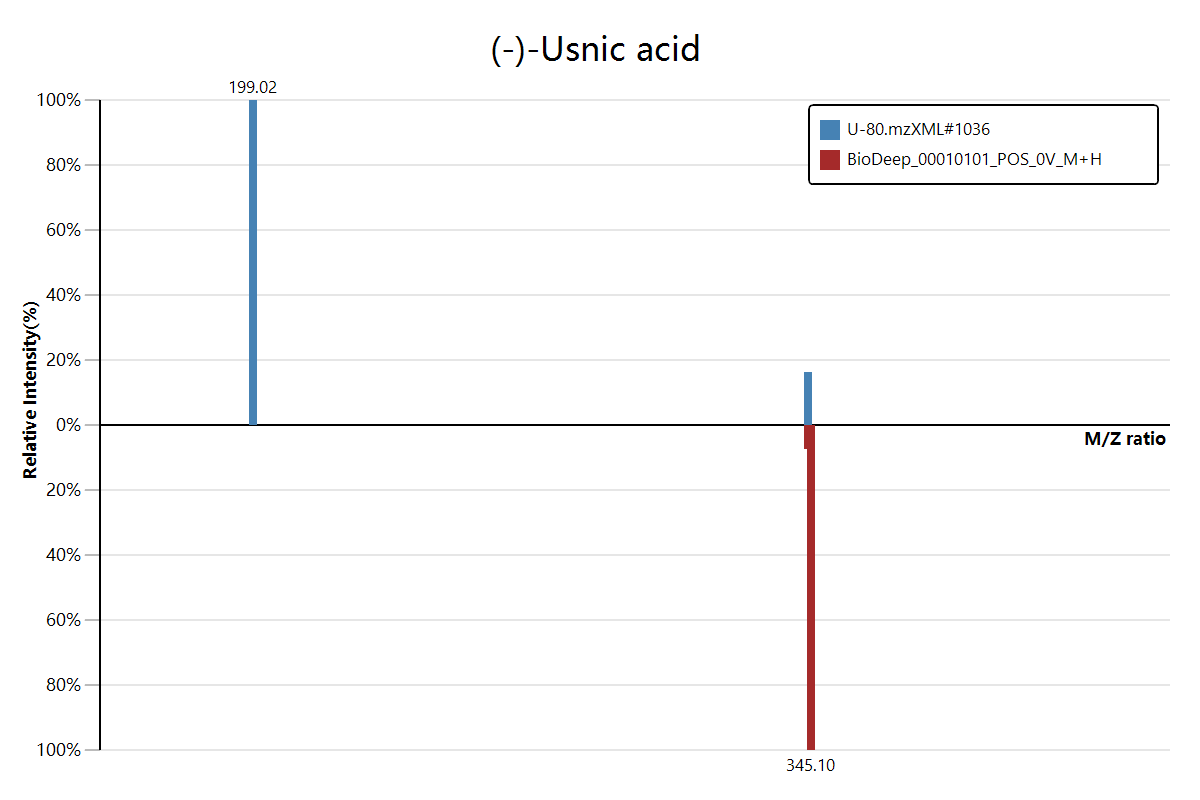 (-)-Usnic acid
199.02
U-80.mzXML#1036
BioDeep_00010101_POS_0V_M+H
100%
80%
60%
40%
20%
0%
20%
40%
60%
80%
100%
Relative Intensity(%)
M/Z ratio
345.10